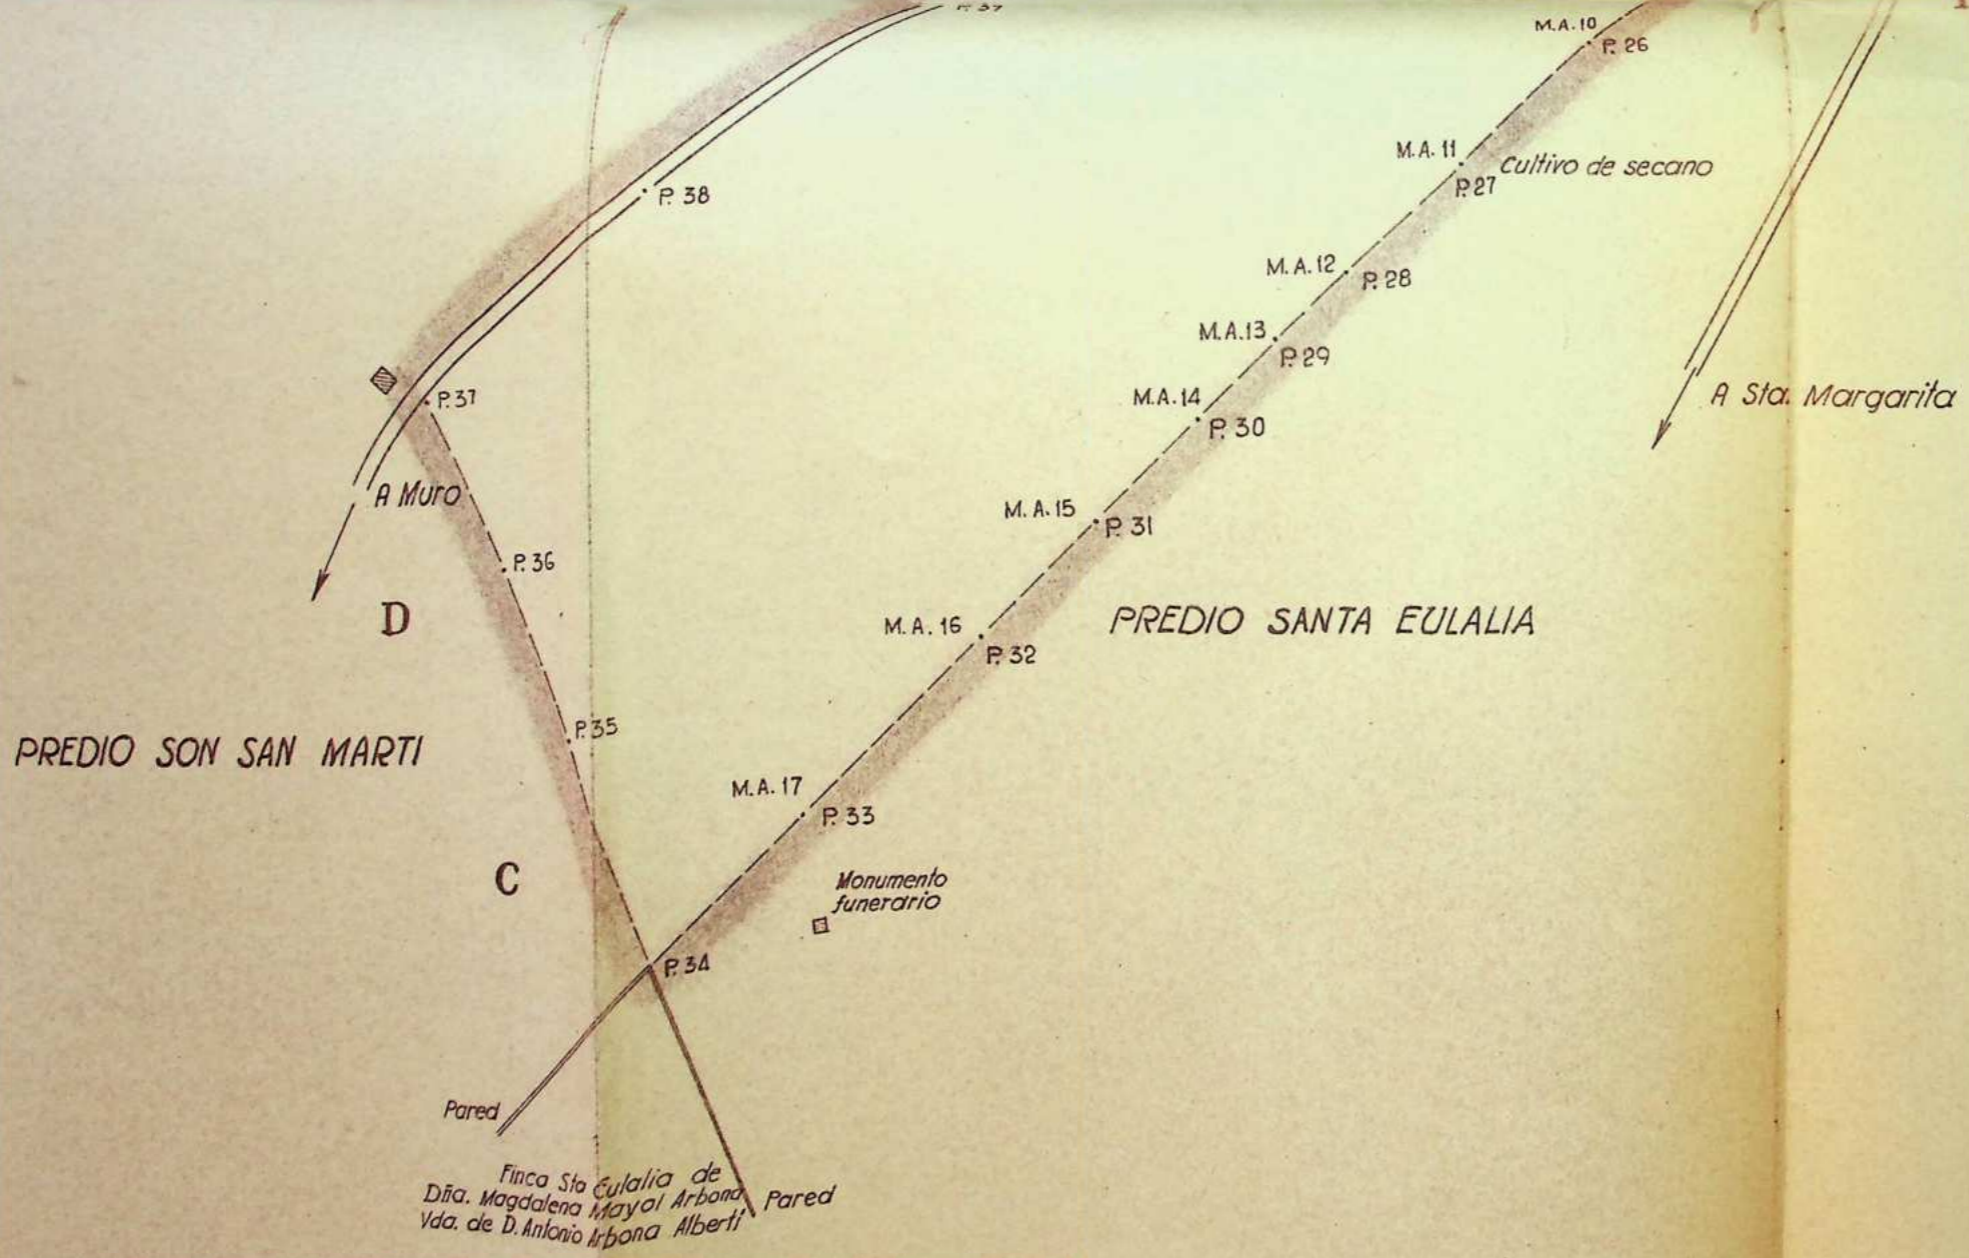 M.A.10
P. 26
M.A. 11
Cultivo de secano
P.27
P. 38
M.A.12
P. 28
M.A.13
P. 29
P. 37
M.A.14
P. 30
A Sta. Margarita
A Muro
M.A.15
P. 31
P. 36
D
M.A. 16
PREDIO SANTA EULALIA
P. 32
P. 35
PREDIO SON SAN MARTI
M.A. 17
P. 33
C
Monumento
funerario
P. 34
Pared
Finca Sta Eulalia de
Dña. Magdalena Mayol Arbona
Pared
Vda. de D. Antonio Arbona Alberti